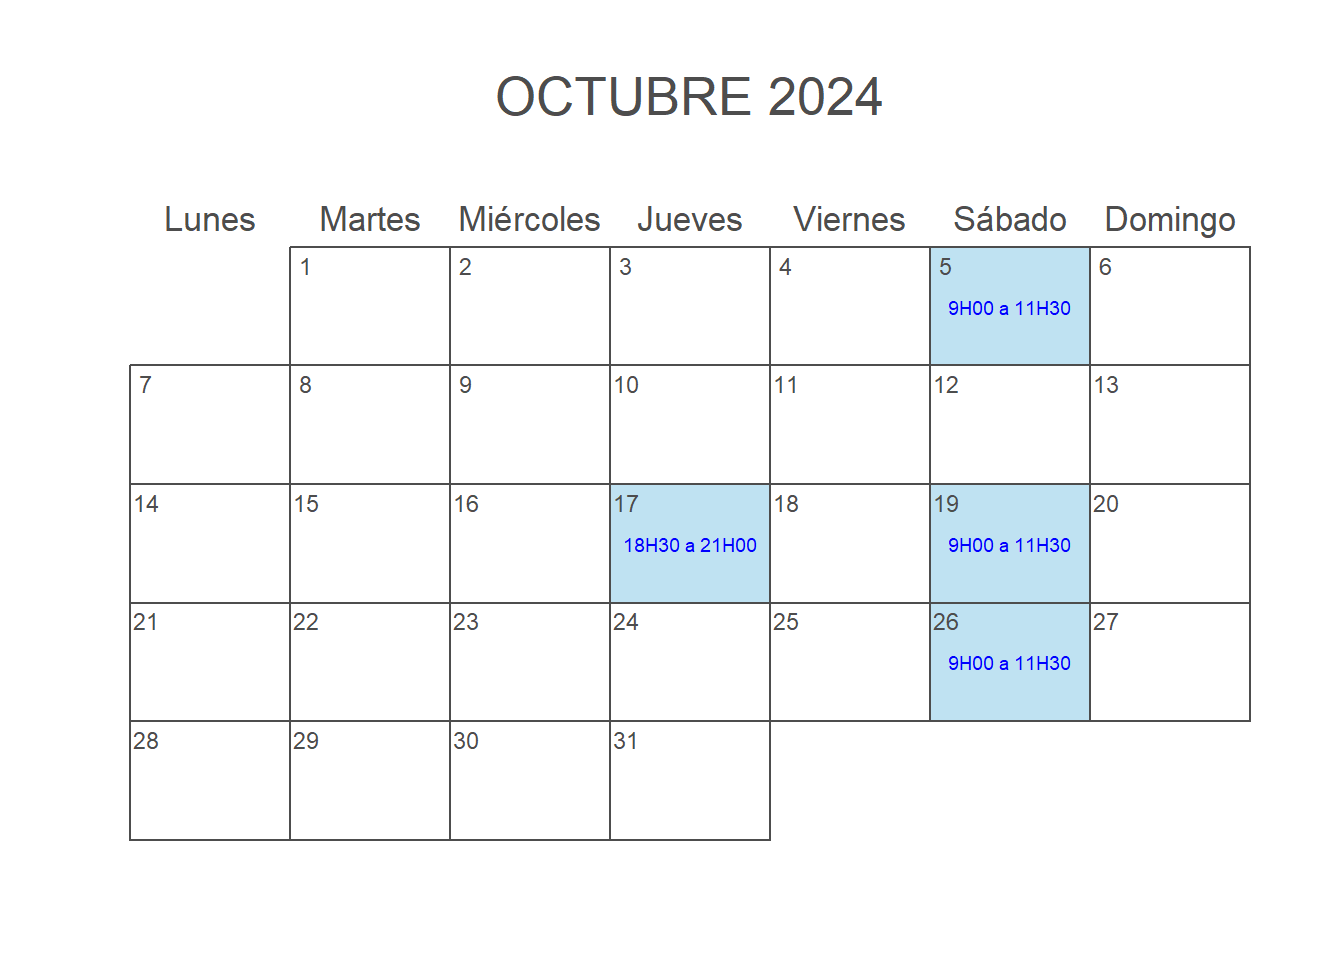 OCTUBRE 2024
Lunes Martes Miércoles Jueves Viernes Sábado Domingo
1 2 3 4 5 6
9H00 a 11H30
7 8 9 10 11 12 13
14 15 16 17 18 19 20
18H30 a 21H00 9H00 a 11H30
21 22 23 24 25 26 27
9H00 a 11H30
28 29 30 31